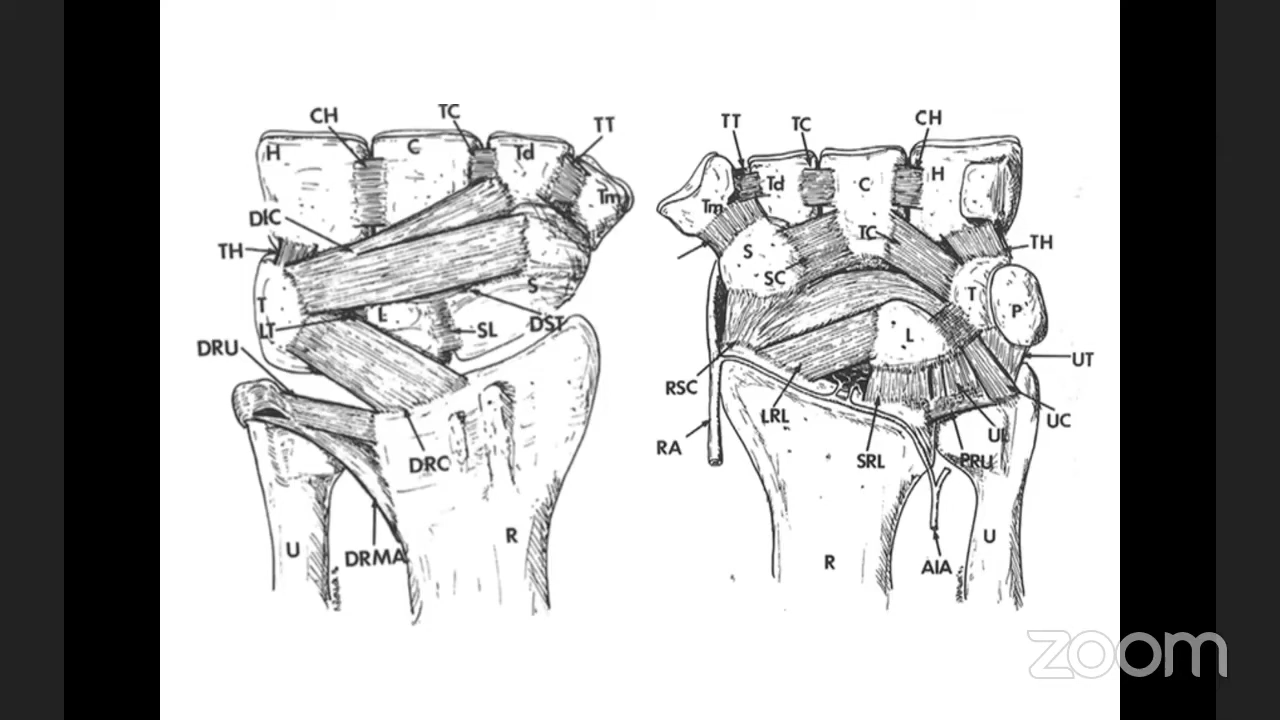 CH
TC
TT
H
C
Td
Tm
DIC
TH
T
L
S
LT
SL
DST
DRU
DRC
U
DRMA
R
TT
TC
CH
Td
C
H
Tm
TC
TH
S
SC
T
P
L
UT
RSC
LRL
UC
RA
UL
SRL
PRU
R
AIA
U
zoom